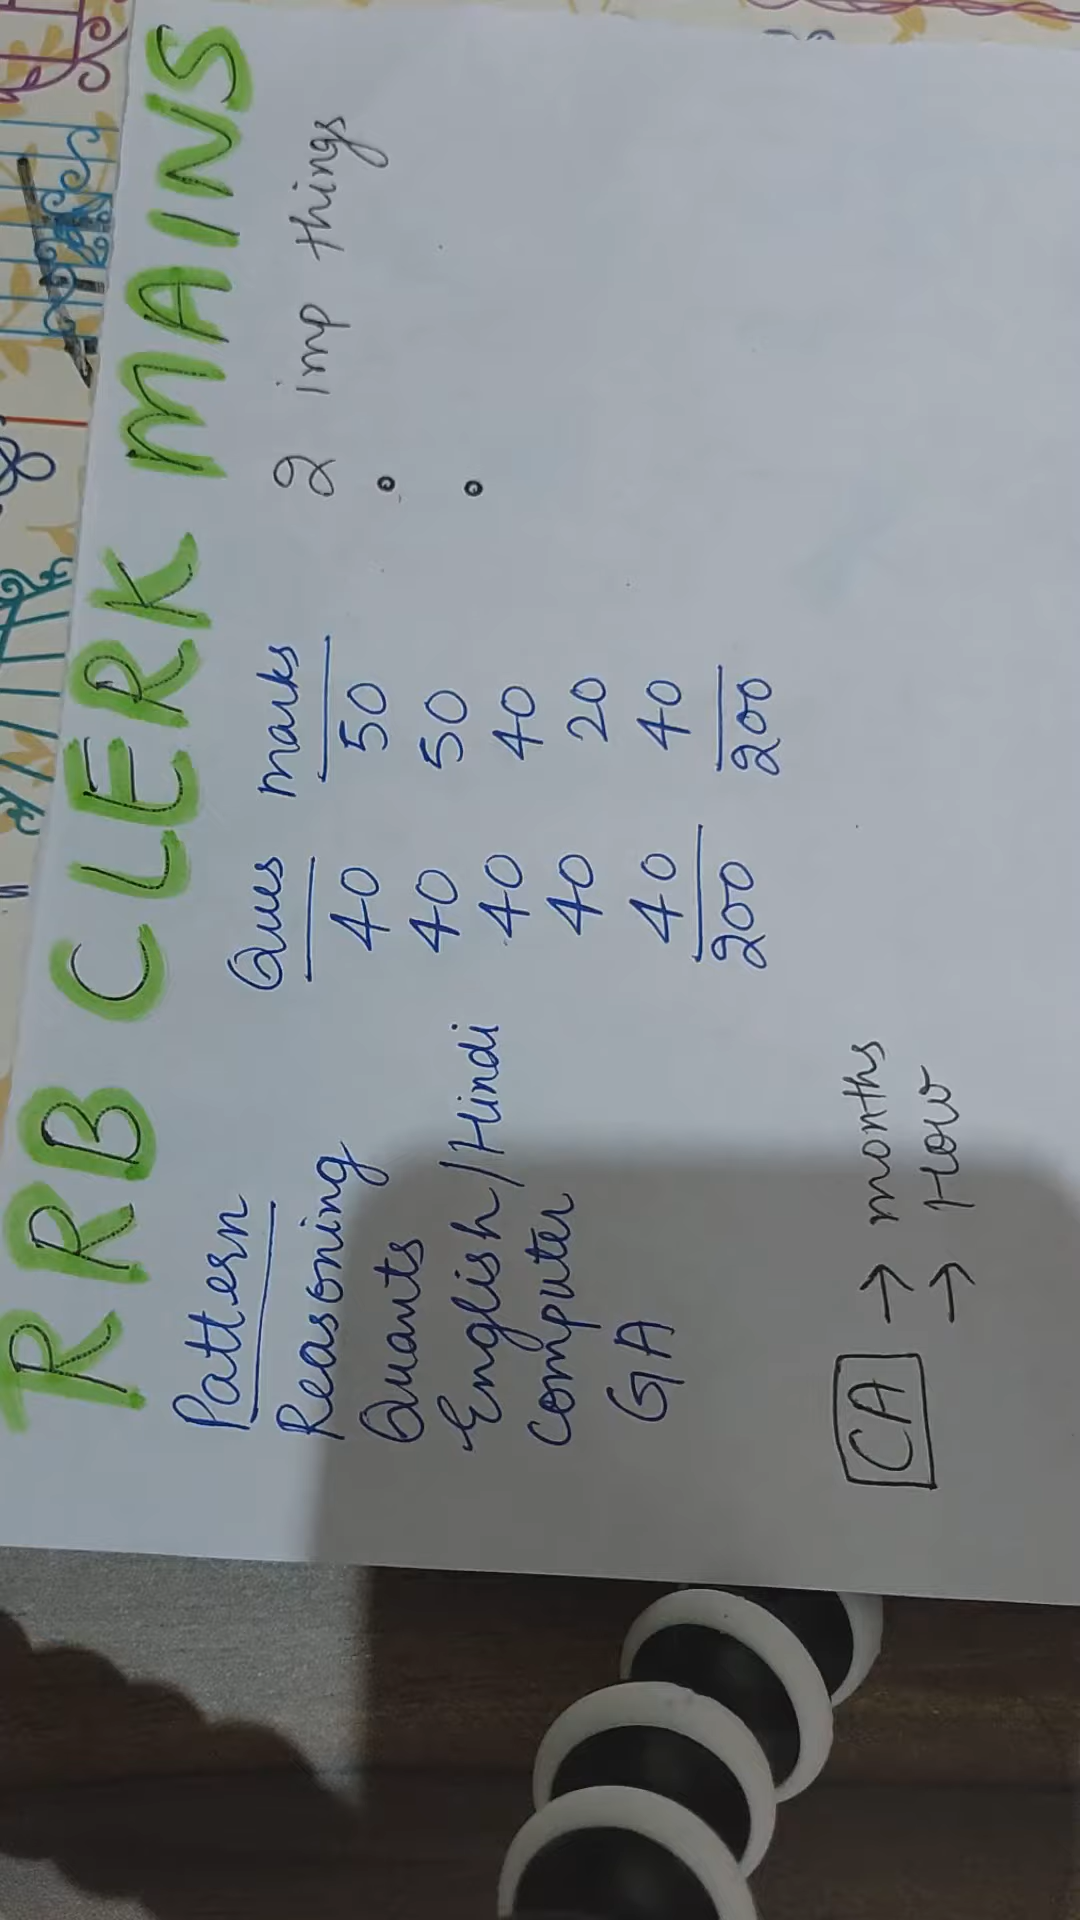 RRB CLERK MAINS
Pattern Ques marks
Reasoning 40 50
Quants 40 50
English/Hindi 40 40
Computer 40 20
GA 40 40
200 200
2 imp things
CA → months
→ How